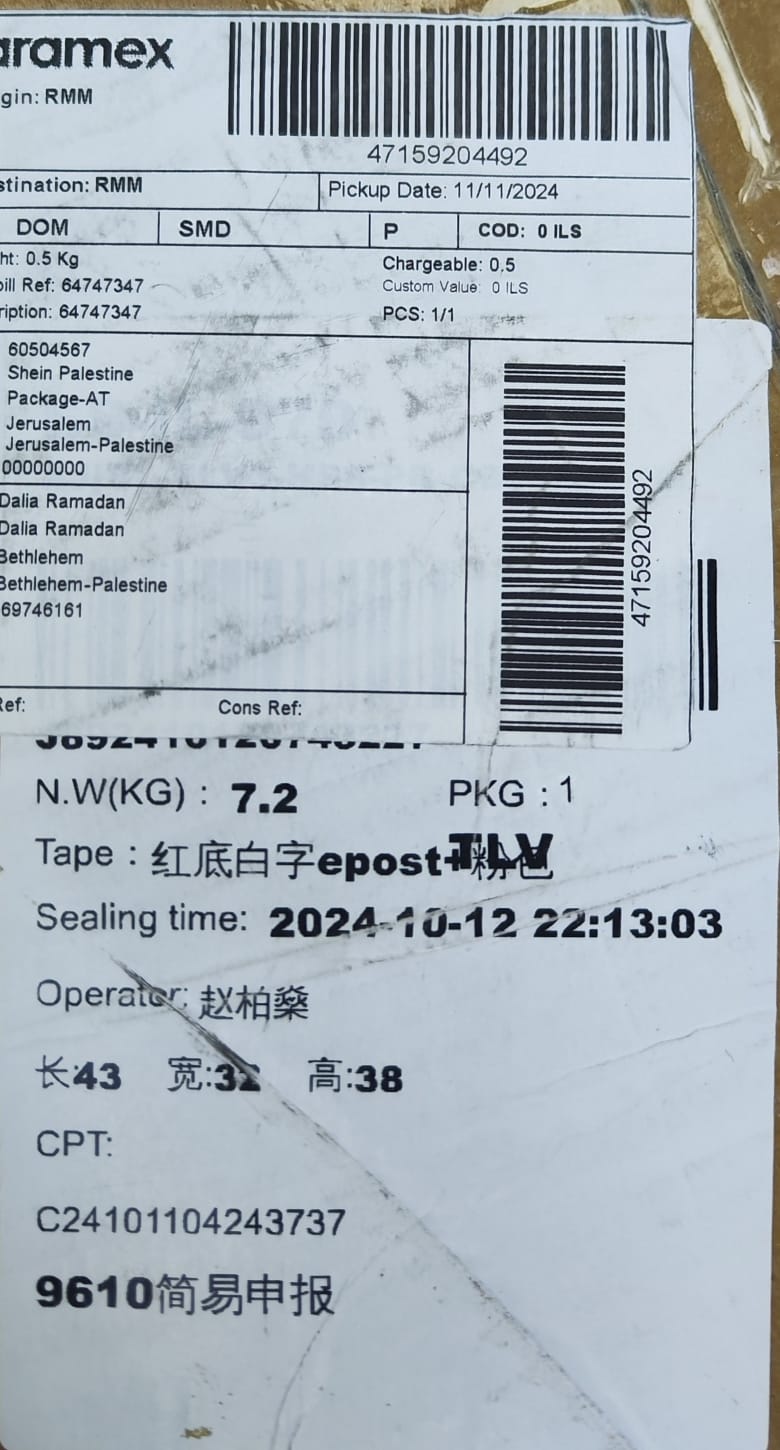 aramex
gin: RMM
47159204492
stination: RMM
Pickup Date: 11/11/2024
DOM SMD P COD: 0 ILS
ht: 0.5 Kg
Chargeable: 0.5
bill Ref: 64747347
Custom Value: 0 ILS
ription: 64747347
PCS: 1/1
60504567
Shein Palestine
Package-AT
Jerusalem
Jerusalem-Palestine
00000000
47159204492
Dalia Ramadan
Dalia Ramadan
Bethlehem
Bethlehem-Palestine
69746161
Ref:
Cons Ref:
N.W(KG) : 7.2 PKG : 1
Tape : 红底白字epost+粉色 TLV
Sealing time: 2024-10-12 22:13:03
Operator: 赵柏燊
长:43 宽:32 高:38
CPT:
C24101104243737
9610简易申报